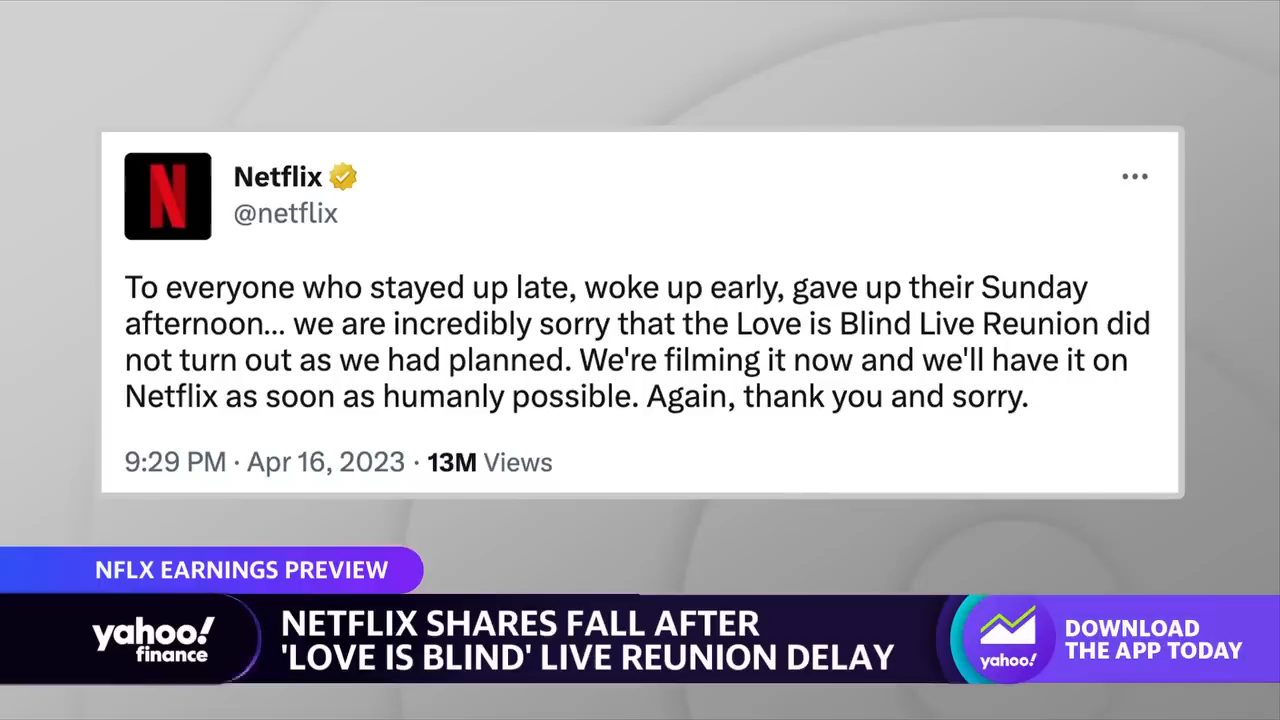 Netflix
@netflix
To everyone who stayed up late, woke up early, gave up their Sunday
afternoon... we are incredibly sorry that the Love is Blind Live Reunion did
not turn out as we had planned. We're filming it now and we'll have it on
Netflix as soon as humanly possible. Again, thank you and sorry.
9:29 PM · Apr 16, 2023 · 13M Views
NFLX EARNINGS PREVIEW
yahoo!
finance
NETFLIX SHARES FALL AFTER
'LOVE IS BLIND' LIVE REUNION DELAY
yahoo!
DOWNLOAD
THE APP TODAY